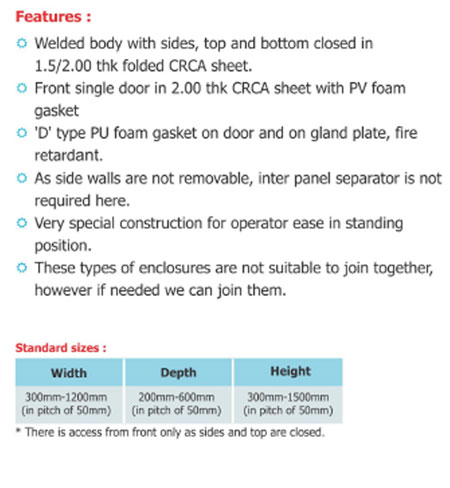 Features :
Welded body with sides, top and bottom closed in
1.5/2.00 thk folded CRCA sheet.
Front single door in 2.00 thk CRCA sheet with PV foam
gasket
'D' type PU foam gasket on door and on gland plate, fire
retardant.
As side walls are not removable, inter panel separator is not
required here.
Very special construction for operator ease in standing
position.
These types of enclosures are not suitable to join together,
however if needed we can join them.
Standard sizes :
Width Depth Height
300mm-1200mm 200mm-600mm 300mm-1500mm
(in pitch of 50mm) (in pitch of 50mm) (in pitch of 50mm)
* There is access from front only as sides and top are closed.